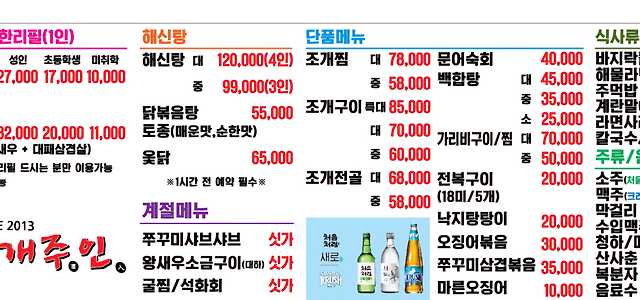 한리필(1인)
성인 초등학생 미취학
27,000 17,000 10,000
32,000 20,000 11,000
새우 + 대패삼겹살)
리필 드시는 분만 이용가능
능
E 2013
개주인
해신탕
해신탕 대 120,000(4인)
중 99,000(3인)
닭볶음탕 55,000
토종(매운맛,순한맛)
옻닭 65,000
※1시간 전 예약 필수※
계절메뉴
쭈꾸미샤브샤브 싯가
왕새우소금구이(대하) 싯가
굴찜/석화회 싯가
단품메뉴
조개찜 대 78,000
중 58,000
조개구이 특대 85,000
대 70,000
중 60,000
조개전골 대 68,000
중 58,000
처음처럼
새로
문어숙회 40,000
백합탕 대 45,000
중 35,000
소 25,000
가리비구이/찜 대 70,000
중 50,000
전복구이 20,000
(18미/5개)
낙지탕탕이 20,000
오징어볶음 30,000
쭈꾸미삼겹볶음 35,000
마른오징어 10,000
식사류
바지락
해물라
주먹밥
계란말
라면사
칼국수
주류/음
소주(처음
맥주(크라
막걸리
수입맥
청하/
산사춘
복분자
음료수